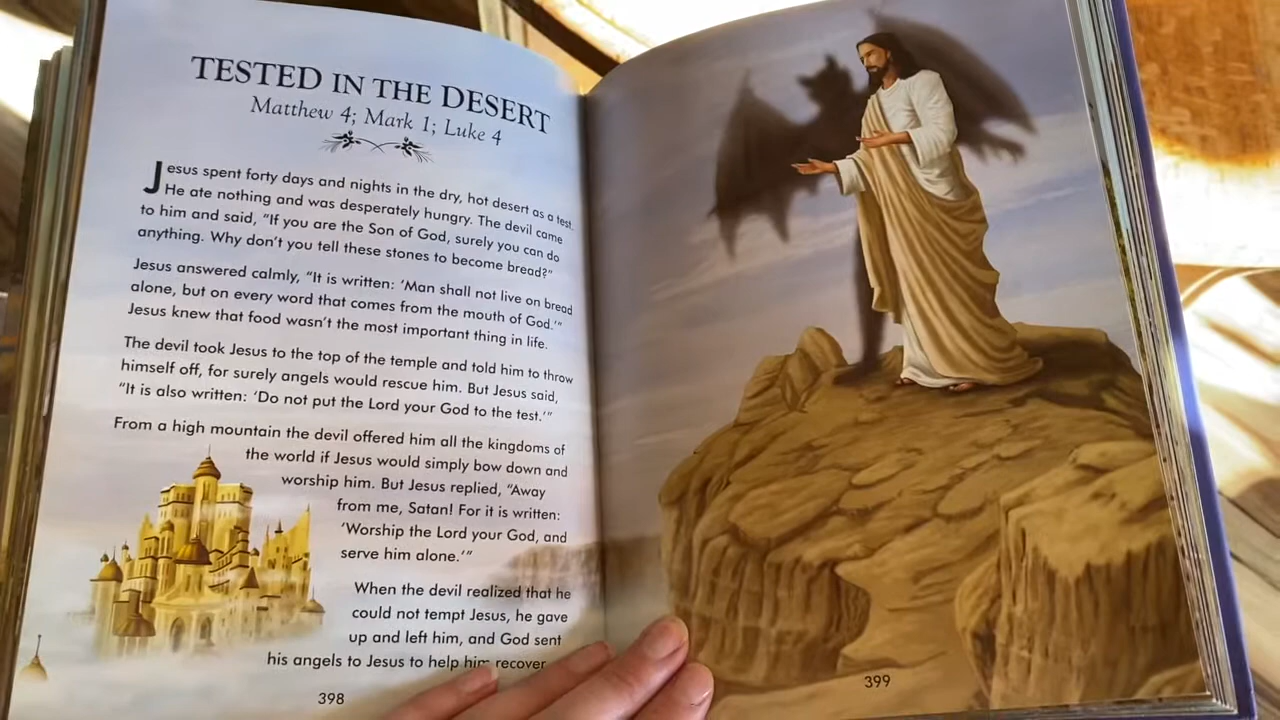 TESTED IN THE DESERT
Matthew 4; Mark 1; Luke 4
Jesus spent forty days and nights in the dry, hot desert as a test.
He ate nothing and was desperately hungry. The devil came
to him and said, “If you are the Son of God, surely you can do
anything. Why don’t you tell these stones to become bread?”
Jesus answered calmly, “It is written: ‘Man shall not live on bread
alone, but on every word that comes from the mouth of God.’”
Jesus knew that food wasn’t the most important thing in life.
The devil took Jesus to the top of the temple and told him to throw
himself off, for surely angels would rescue him. But Jesus said,
“It is also written: ‘Do not put the Lord your God to the test.’”
From a high mountain the devil offered him all the kingdoms of
the world if Jesus would simply bow down and
worship him. But Jesus replied, “Away
from me, Satan! For it is written:
‘Worship the Lord your God, and
serve him alone.’”
When the devil realized that he
could not tempt Jesus, he gave
up and left him, and God sent
his angels to Jesus to help him recover
398
399